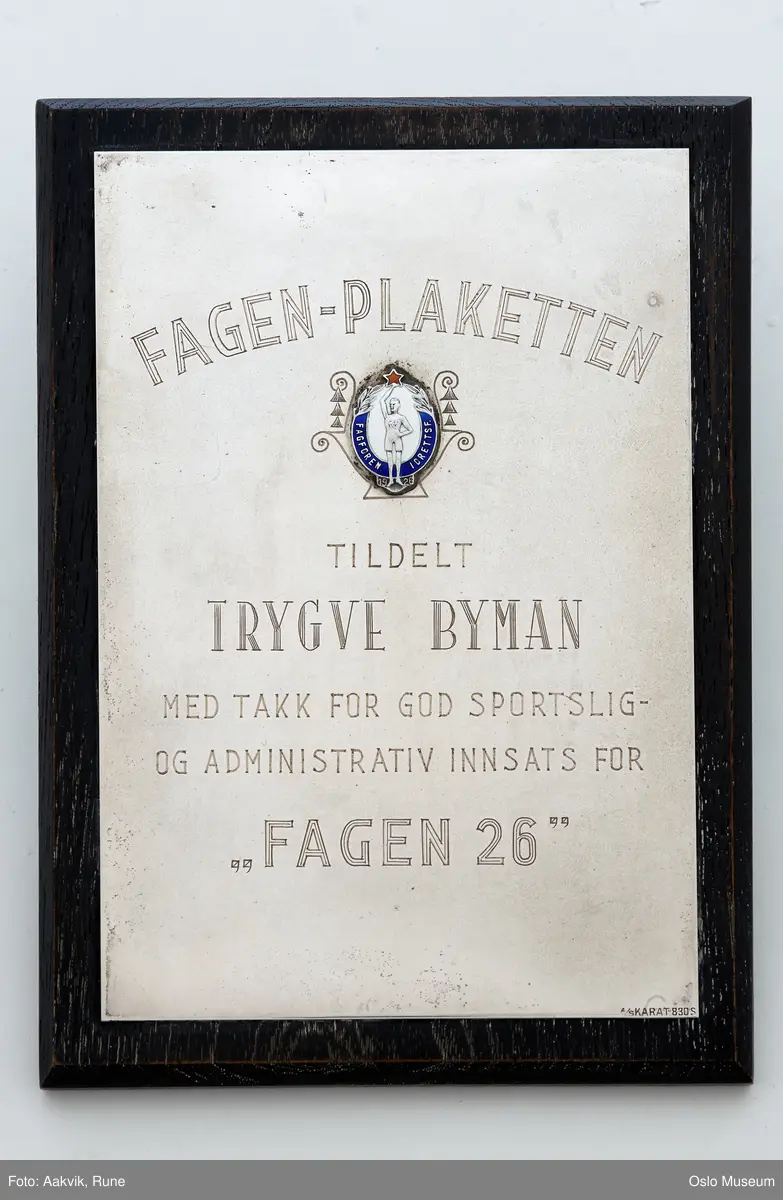 FAGEN-PLAKETTEN
FAGFOREN IDRETTSF.
19 26
TILDELT
TRYGVE BYMAN
MED TAKK FOR GOD SPORTSLIG-
OG ADMINISTRATIV INNSATS FOR
„FAGEN 26”
A/S KARAT-830S
Foto: Aakvik, Rune
Oslo Museum